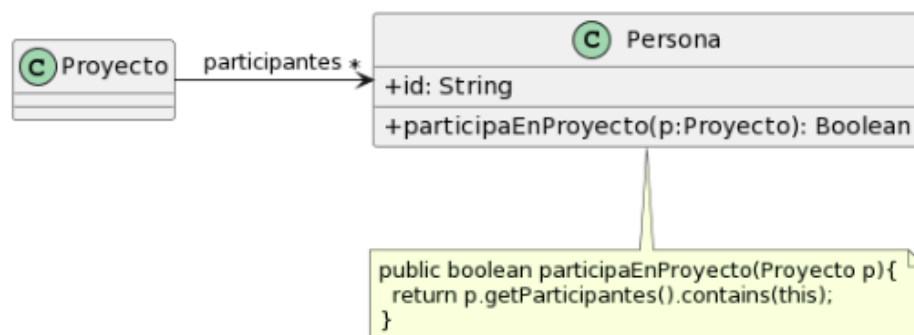 C Persona
C Proyecto
participantes *
+id: String
+participaEnProyecto(p:Proyecto): Boolean
public boolean participaEnProyecto(Proyecto p){
return p.getParticipantes().contains(this);
}